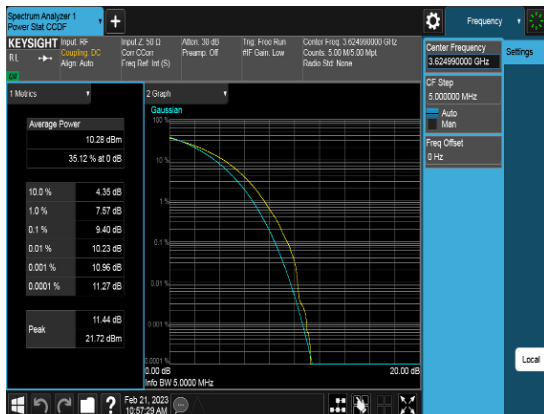 Spectrum Analyzer 1
Power Stat CCDF
Frequency
KEYSIGHT
Input: RF
Coupling: DC
Align: Auto
Input Z: 50 Ω
Corr CCorr
Freq Ref: Int (S)
Atten: 30 dB
Preamp: Off
Trig: Free Run
#IF Gain: Low
Center Freq: 3.624990000 GHz
Counts: 5.00 M/5.00 Mpt
Radio Std: None
Center Frequency
3.624990000 GHz
Settings
CF Step
5.000000 MHz
Auto
Man
Freq Offset
0 Hz
1 Metrics
2 Graph
Gaussian
Average Power
10.28 dBm
35.12 % at 0 dB
10.0 % 4.35 dB
1.0 % 7.57 dB
0.1 % 9.40 dB
0.01 % 10.23 dB
0.001 % 10.96 dB
0.0001 % 11.27 dB
Peak
11.44 dB
21.72 dBm
100 %
10 %
1 %
0.1 %
0.01 %
0.001 %
0.0001 %
0.00 dB
20.00 dB
Info BW 5.0000 MHz
Local
Feb 21, 2023
10:57:29 AM